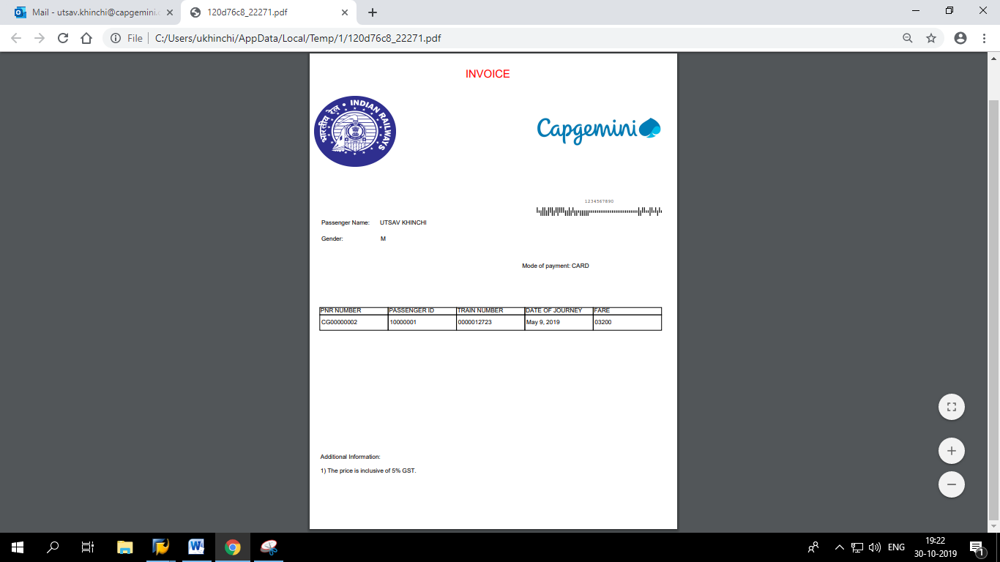 Mail - utsav.khinchi@capgemini.c
120d76c8_22271.pdf
File
C:/Users/ukhinchi/AppData/Local/Temp/1/120d76c8_22271.pdf
INVOICE
भारतीय रेल • INDIAN RAILWAYS
Capgemini
1234567890
Passenger Name: UTSAV KHINCHI
Gender: M
Mode of payment: CARD
PNR NUMBER PASSENGER ID TRAIN NUMBER DATE OF JOURNEY FARE
CG00000002 10000001 0000012723 May 9, 2019 03200
Additional Information:
1) The price is inclusive of 5% GST.
ENG
19:22
30-10-2019
1